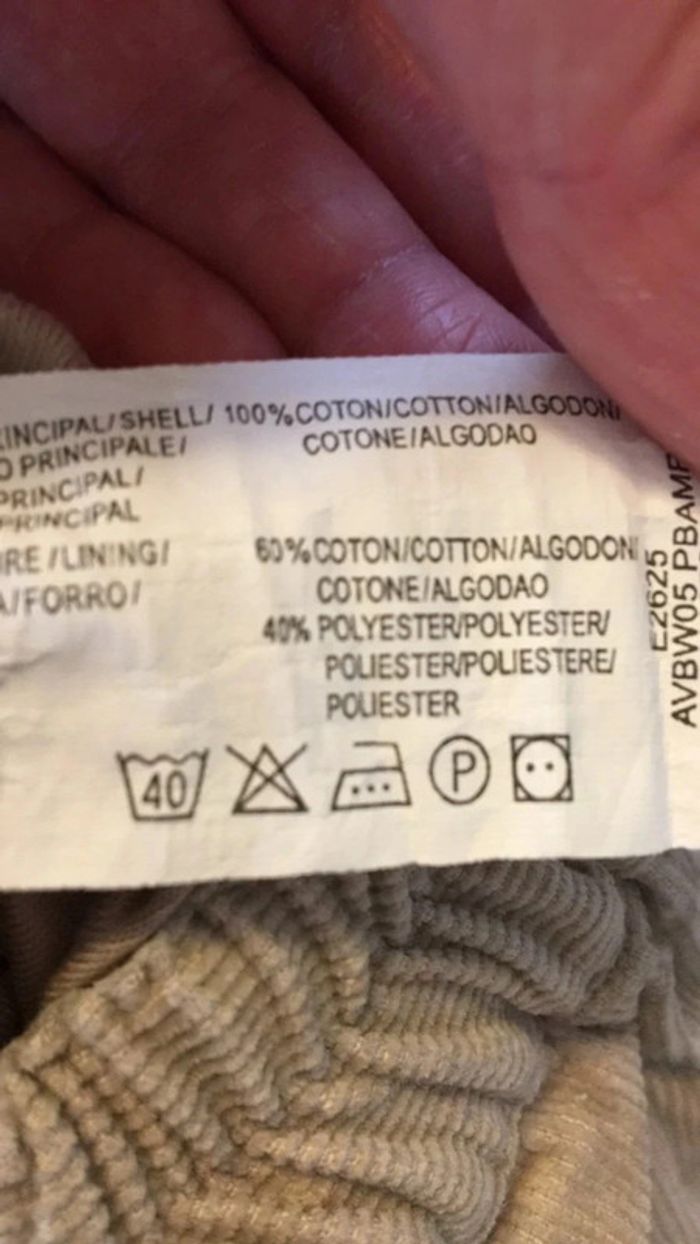 INCIPAL/SHELL/ 100%COTON/COTTON/ALGODON/
O PRINCIPALE/ COTONE/ALGODAO
PRINCIPAL/
PRINCIPAL
RE/LINING/ 60%COTON/COTTON/ALGODON/
A/FORRO/ COTONE/ALGODAO
40% POLYESTER/POLYESTER/
POLIESTER/POLIESTERE/
POLIESTER
40 P
E2625
AVBW05 PBAMP